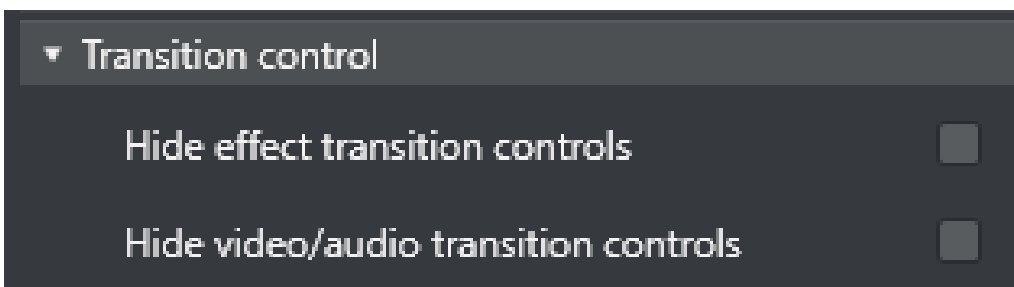 Transition control
Hide effect transition controls
Hide video/audio transition controls